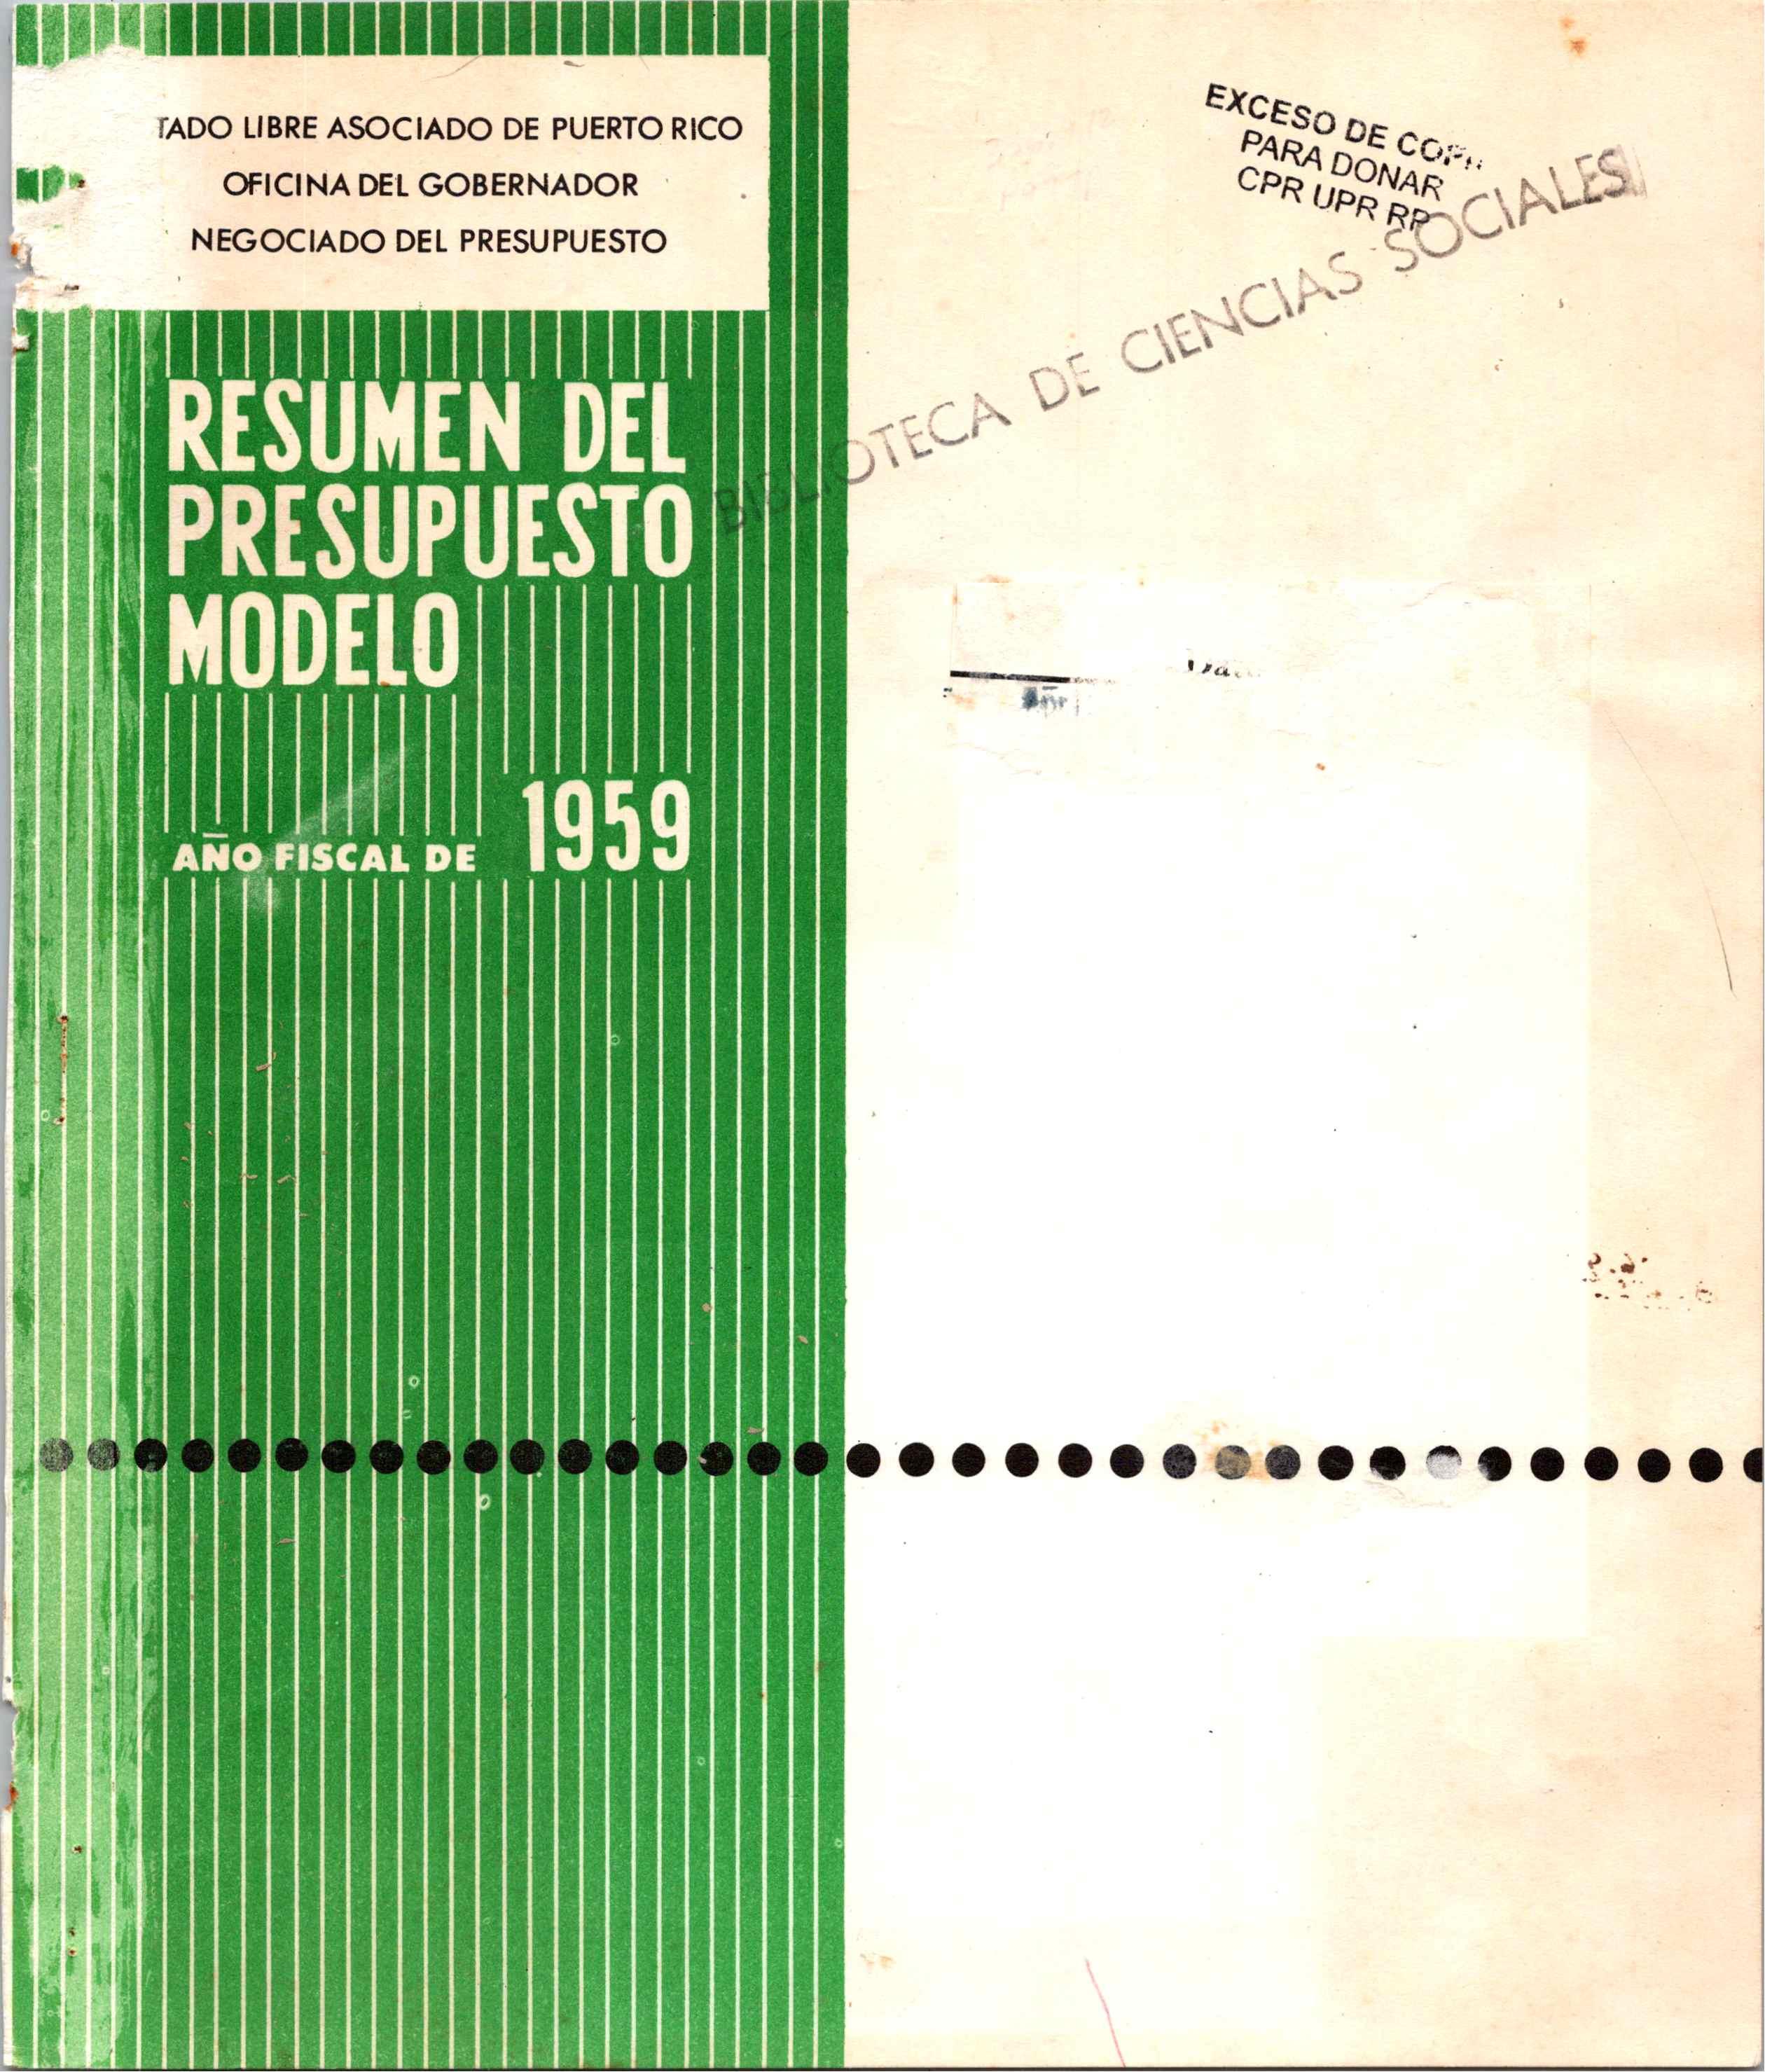 TADO LIBRE ASOCIADO DE PUERTO RICO
OFICINA DEL GOBERNADOR
NEGOCIADO DEL PRESUPUESTO
RESUMEN DEL
PRESUPUESTO
MODELO
AÑO FISCAL DE 1959
EXCESO DE
PARA DONAR
CPR UPR RP
BIBLIOTECA DE CIENCIAS SOCIALES